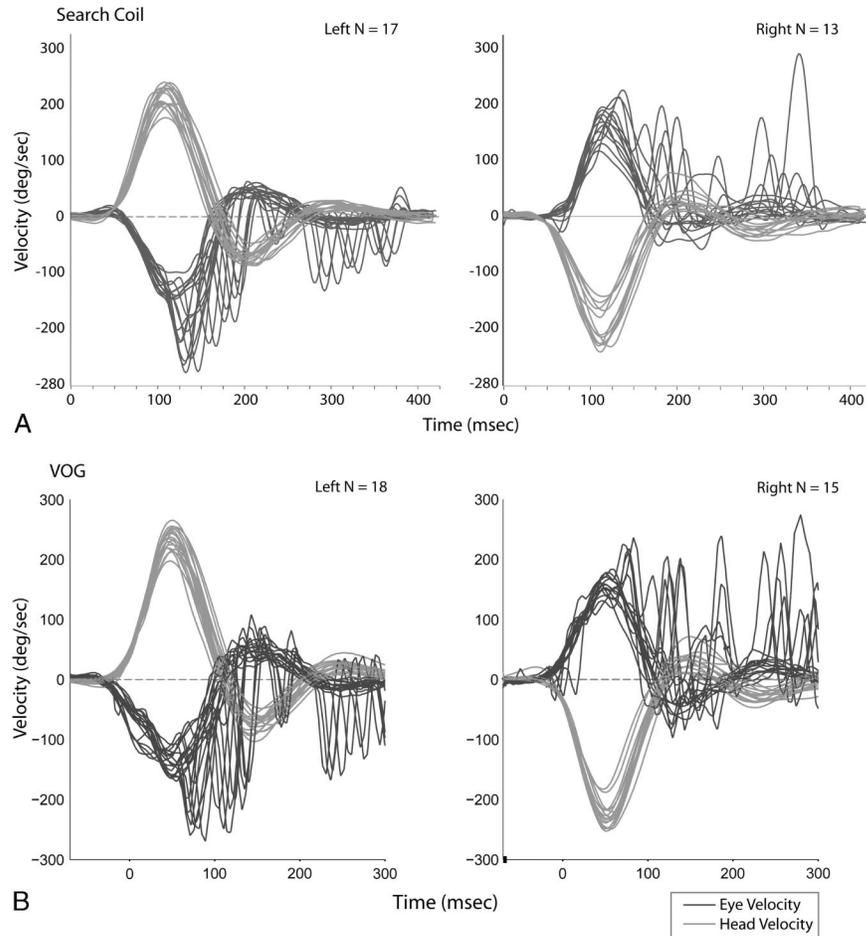 Search Coil
Left N = 17
Right N = 13
300
200
100
0
-100
-200
-280
0 100 200 300 400
300
200
100
0
-100
-200
-280
0 100 200 300 400
Velocity (deg/sec)
Time (msec)
A
VOG
Left N = 18
Right N = 15
300
200
100
0
−100
−200
−300
0 100 200 300
300
200
100
0
−100
−200
−300
0 100 200 300
Velocity (deg/sec)
Time (msec)
B
Eye Velocity
Head Velocity